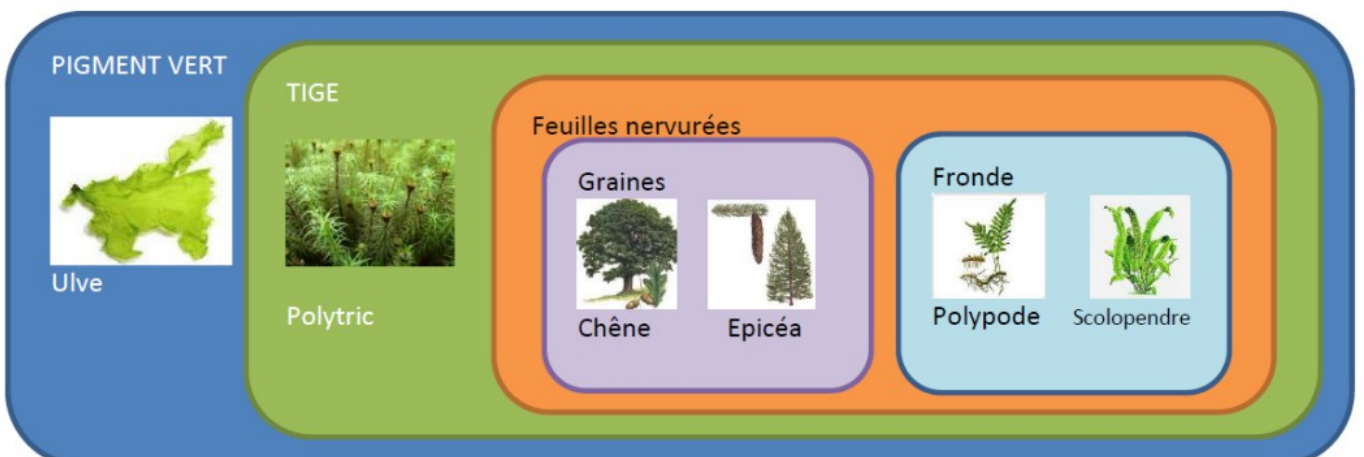 PIGMENT VERT
Ulve
TIGE
Polytric
Feuilles nervurées
Graines
Chêne Epicéa
Fronde
Polypode Scolopendre